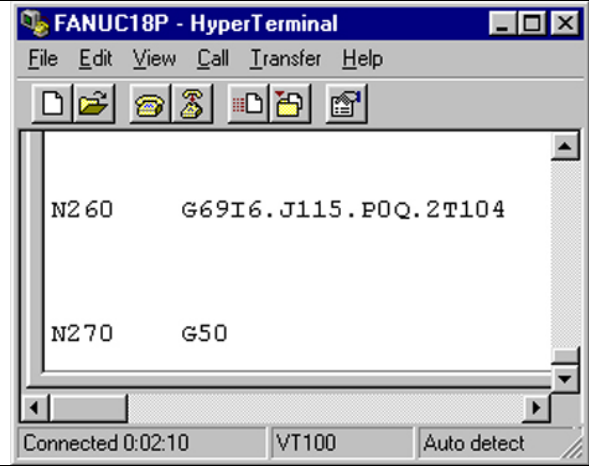 FANUC18P - HyperTerminal
File Edit View Call Transfer Help
N260 G69I6.J115.P0Q.2T104
N270 G50
Connected 0:02:10 VT100 Auto detect